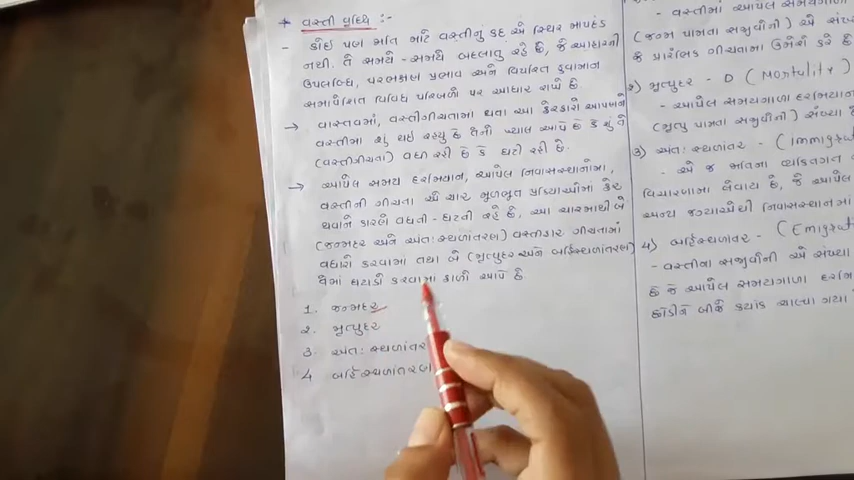 * વસ્તી વૃદ્ધિ :-
- કોઇ પણ જાતિ માટે વસ્તીનું કદ એ સ્થિર માપદંડ
નથી. તે સમયે-સમયે બદલાતુ રહે છે, જે આહારની
ઉપલબ્ધિ, પરભક્ષણ પ્રભાવ અને વિપરિત હવામાન
સમાવેશિત વિવિધ પરિબળો પર આધાર રાખે છે.
→ વાસ્તવમાં, વસ્તીગીચતામાં થતા આ ફેરફારો આપણને
વસ્તીમાં શું થઇ રહ્યુ છે તેનો ખ્યાલ આપે છે કે શું તે
(વસ્તીગીચતા) વધી રહી છે કે ઘટી રહી છે.
→ આપેલ સમય દરમિયાન, આપેલ નિવાસસ્થાનોમાં,
વસ્તીની ગીચતા એ ચાર મૂળભૂત પ્રક્રિયાઓમાં ફેર
થવાને કારણે વધતી-ઘટતી રહે છે, આ ચારમાથી બે
(જન્મદર અને અંત: સ્થળાંતરણ) વસ્તીકાર ગીચતામાં
વધારો કરવામાં તથા બે (મૃત્યુદર અને બહિર્સ્થળાંતરણ)
તેમાં ઘટાડો કરવામાં ફાળો આપે છે.
1. જન્મદર
2. મૃત્યુદર
3. અંત: સ્થળાંતર
4 બહિર્સ્થળાંતરણ
- વસ્તીમાં આપેલ સમયગાળા
(જન્મ પામતા સજીવોની) એ સંખ્યા
જે પ્રારંભિક ગીચતામાં ઉમેરો કરે છે
2) મૃત્યુદર - D (Mortulity)
- આપેલ સમયગાળા દરમિયાન
(મૃત્યુ પામતા સજીવોની) સંખ્યા
3) અંત: સ્થળાંતર - (Immigrat
- એ જ જાતિના વ્યક્તિગત
વિચારણામાં લેવાય છે, જે આપેલ
અન્ય જગ્યાએથી નિવાસસ્થાનમાં
4) બહિર્સ્થળાંતર - (Emigrat
- વસ્તીના સજીવોની એ સંખ્યા
છે જે આપેલ સમયગાળા દરમિ
છોડીને બીજે ક્યાંક ચાલ્યા ગયા